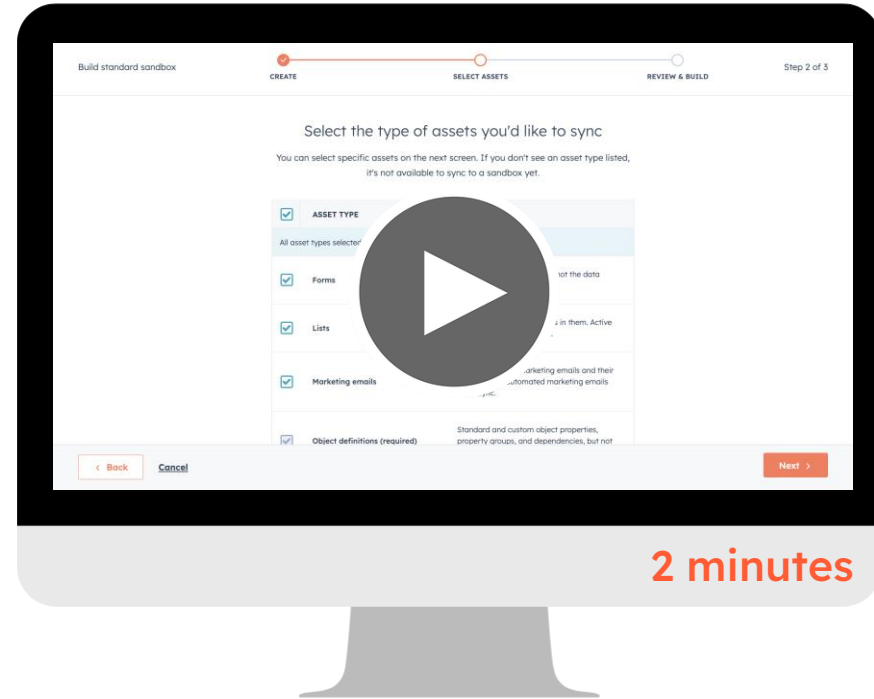 Build standard sandbox
CREATE
SELECT ASSETS
REVIEW & BUILD
Step 2 of 3
Select the type of assets you'd like to sync
You can select specific assets on the next screen. If you don't see an asset type listed,
it's not available to sync to a sandbox yet.
ASSET TYPE
All asset types selected
Forms
not the data
Lists
in them. Active
Marketing emails
marketing emails and their
automated marketing emails
Object definitions (required)
Standard and custom object properties,
property groups, and dependencies, but not
Back
Cancel
Next
2 minutes